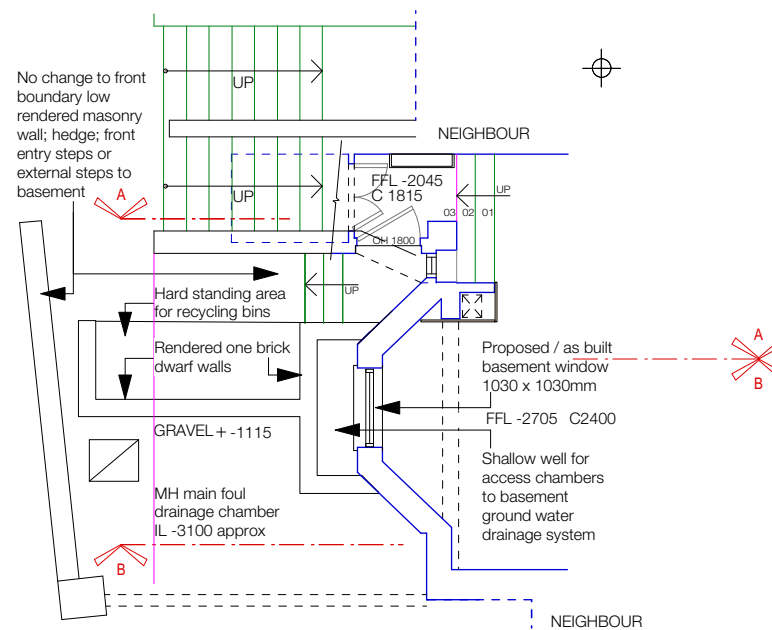 No change to front
boundary low
rendered masonry
wall; hedge; front
entry steps or
external steps to
basement
UP
NEIGHBOUR
FFL -2045
C 1815
UP
UP
A
03 02 01
OH 1800
UP
Hard standing area
for recycling bins
Rendered one brick
dwarf walls
Proposed / as built
basement window
1030 x 1030mm
A
B
FFL -2705 C2400
GRAVEL + -1115
Shallow well for
access chambers
to basement
ground water
drainage system
MH main foul
drainage chamber
IL -3100 approx
B
NEIGHBOUR